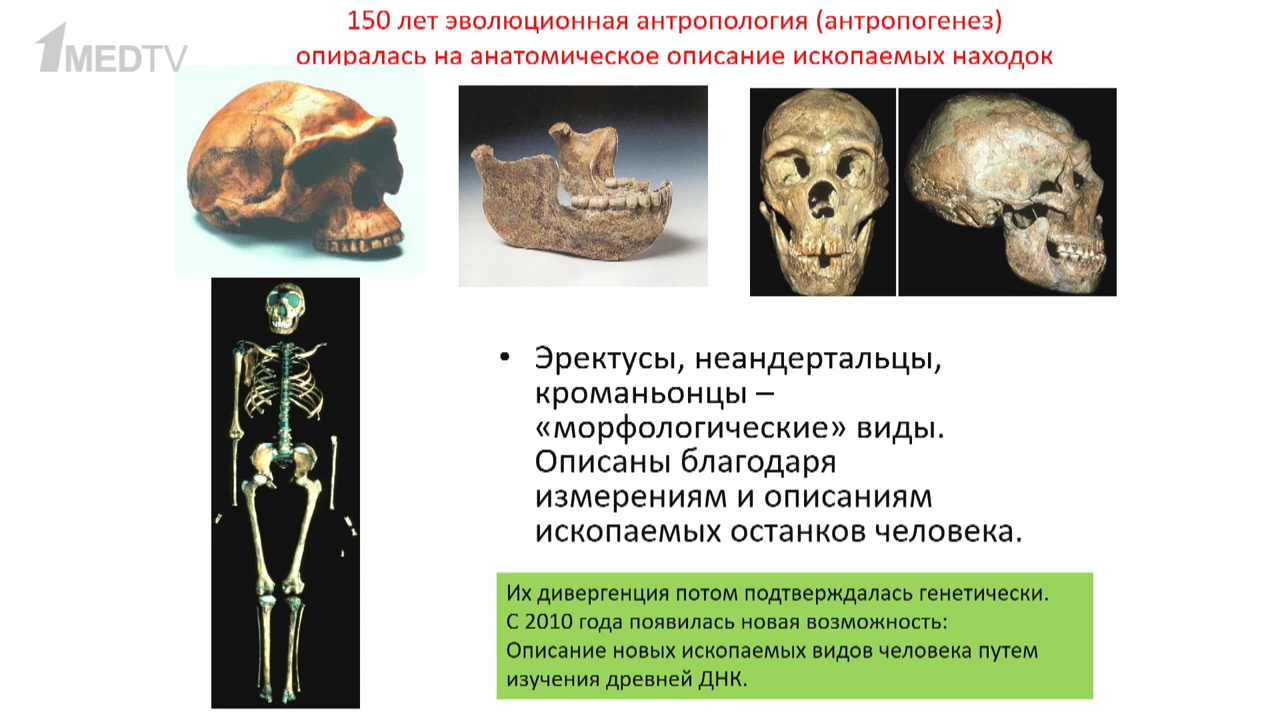 1MEDTV
150 лет эволюционная антропология (антропогенез)
опиралась на анатомическое описание ископаемых находок
• Эректусы, неандертальцы,
кроманьонцы –
«морфологические» виды.
Описаны благодаря
измерениям и описаниям
ископаемых останков человека.
Их дивергенция потом подтверждалась генетически.
С 2010 года появилась новая возможность:
Описание новых ископаемых видов человека путем
изучения древней ДНК.